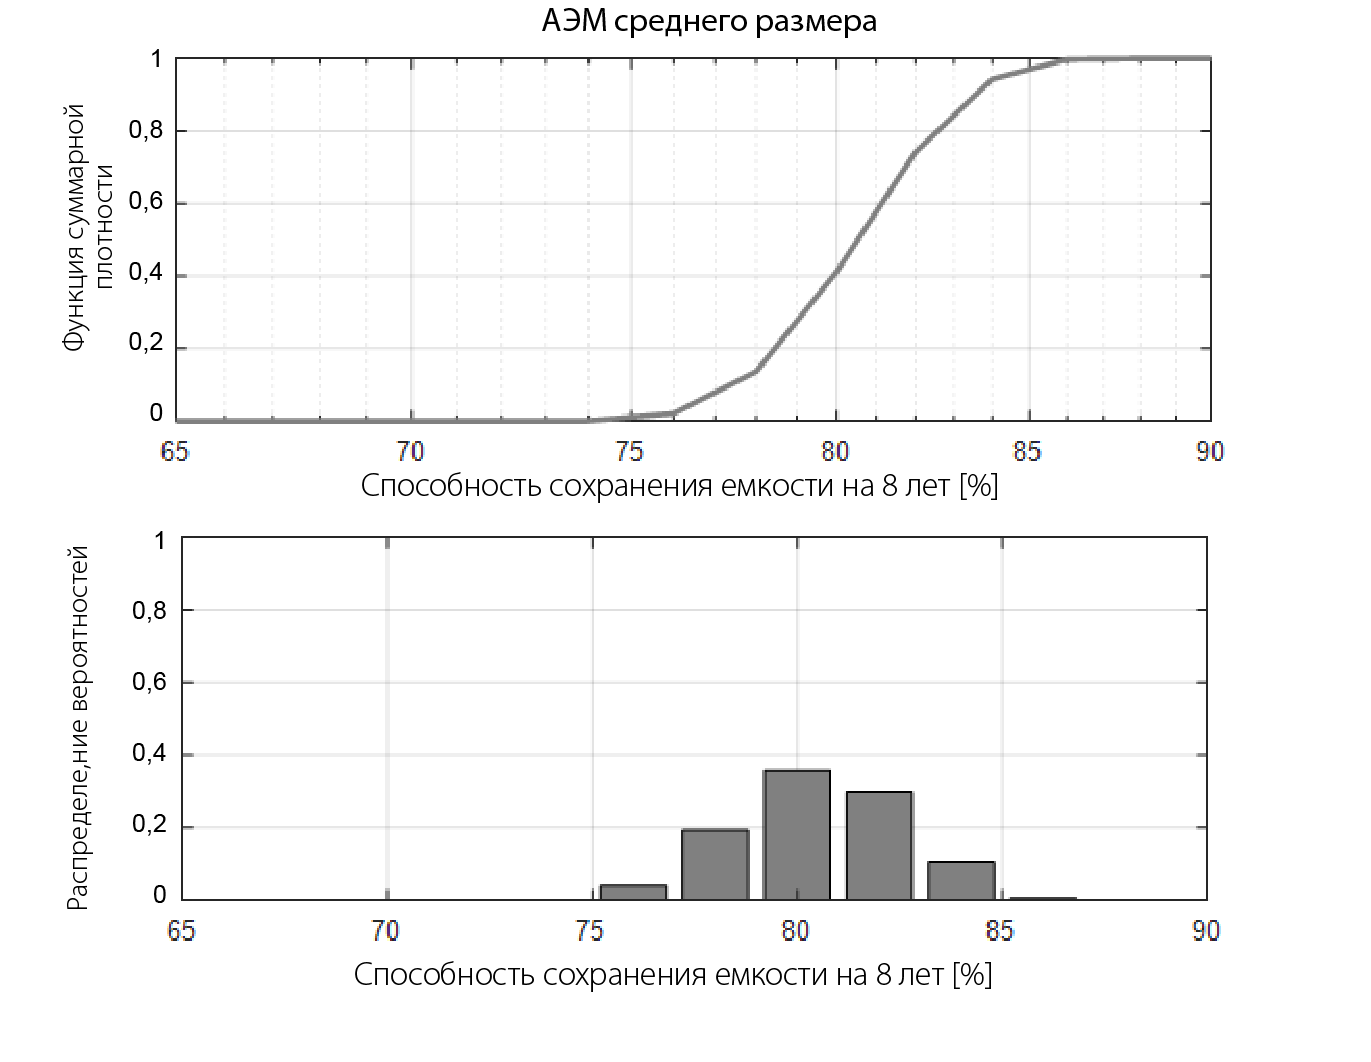 АЭМ среднего размера
Функция суммарной
плотности
1
0,8
0,6
0,4
0,2
0
65 70 75 80 85 90
Способность сохранения емкости на 8 лет [%]
Распределе,ние вероятностей
1
0,8
0,6
0,4
0,2
0
65 70 75 80 85 90
Способность сохранения емкости на 8 лет [%]